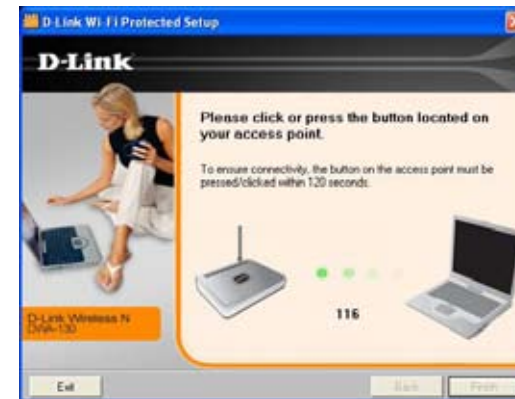 D-Link Wi-Fi Protected Setup
D-Link
Please click or press the button located on
your access point.
To ensure connectivity, the button on the access point must be
pressed/clicked within 120 seconds.
116
D-Link Wireless N
DWA-130
Exit
Back
Finish